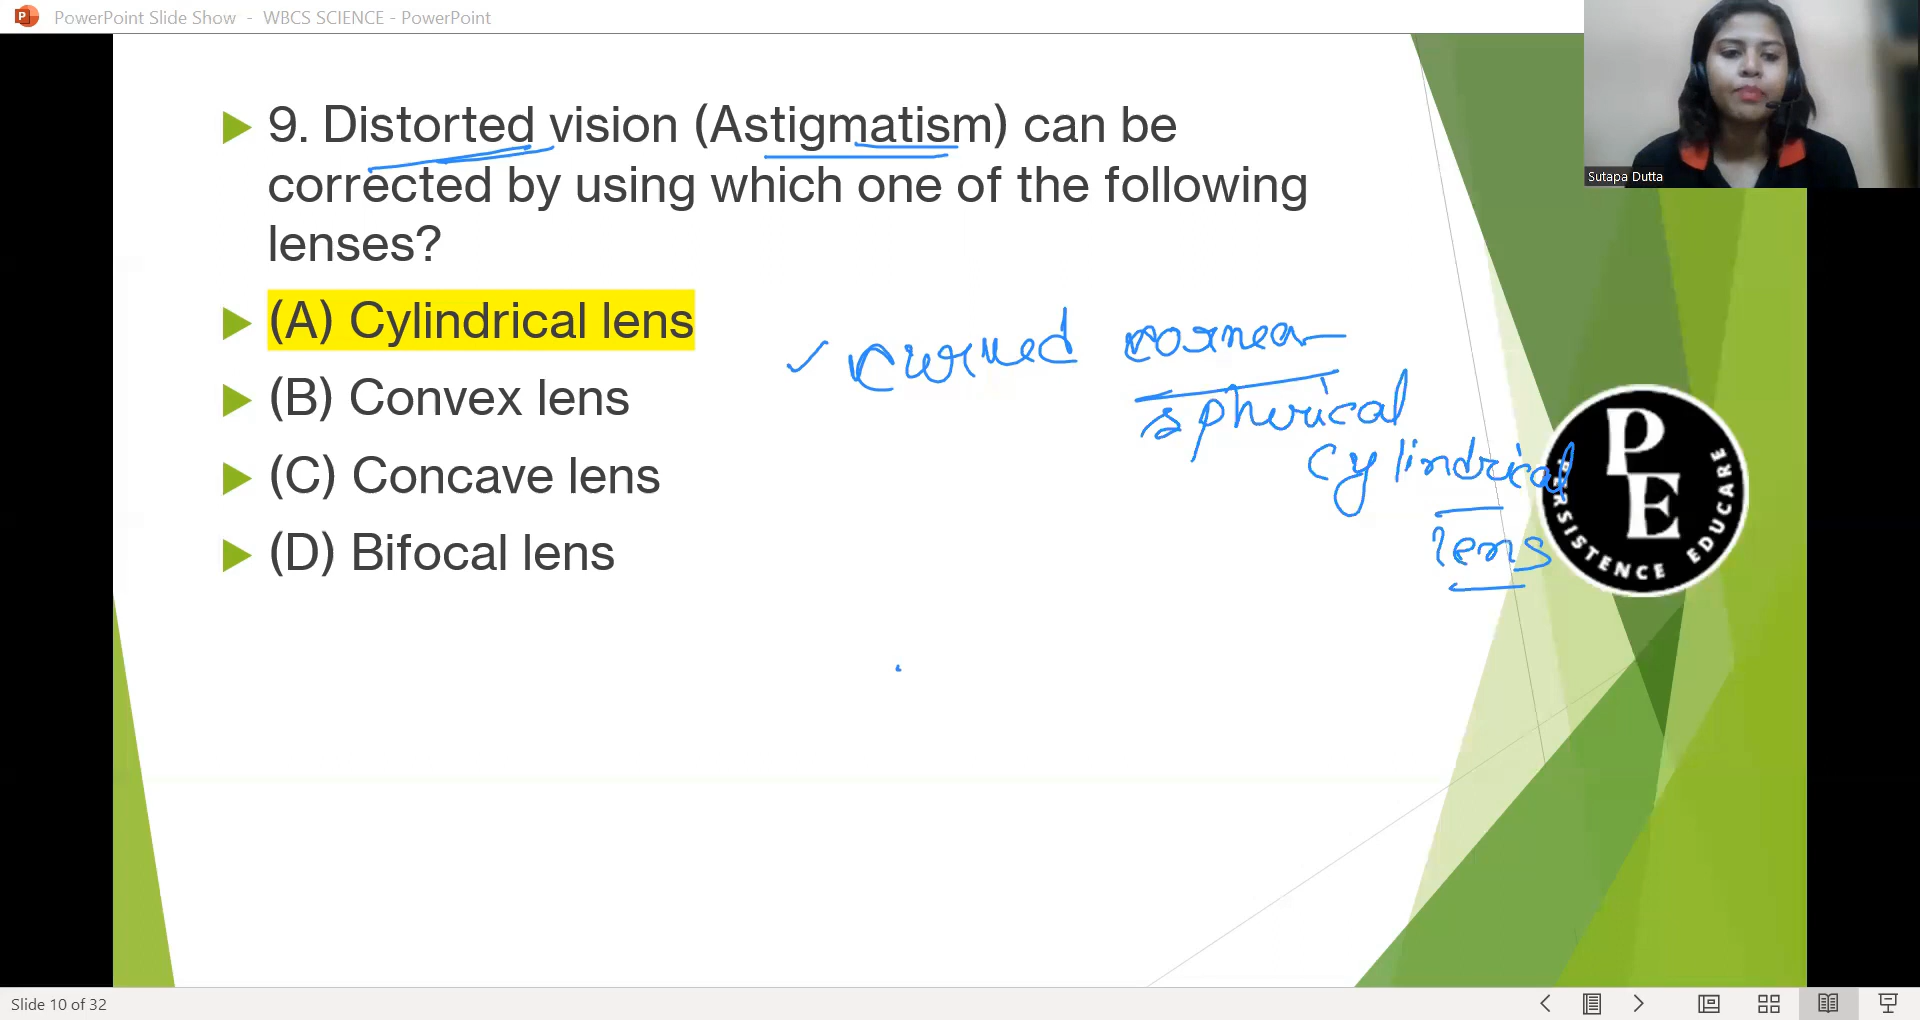 PowerPoint Slide Show - WBCS SCIENCE - PowerPoint
Sutapa Dutta
9. Distorted vision (Astigmatism) can be
corrected by using which one of the following
lenses?
(A) Cylindrical lens
(B) Convex lens
(C) Concave lens
(D) Bifocal lens
curved cornea
spherical
cylindrical
lens
PE
PERSISTENCE EDUCARE
Slide 10 of 32